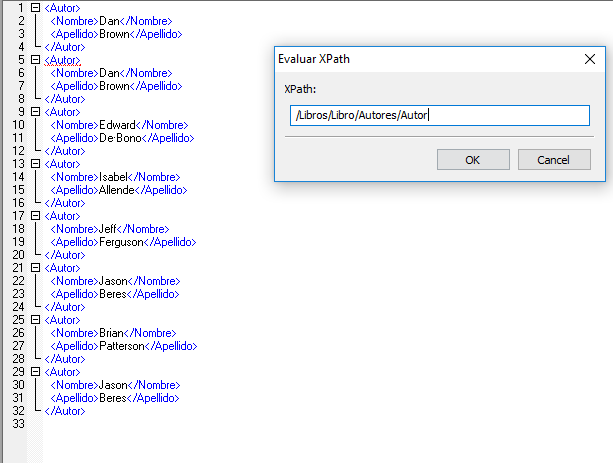 1 <Autor>
2 <Nombre>Dan</Nombre>
3 <Apellido>Brown</Apellido>
4 </Autor>
5 <Autor>
6 <Nombre>Dan</Nombre>
7 <Apellido>Brown</Apellido>
8 </Autor>
9 <Autor>
10 <Nombre>Edward</Nombre>
11 <Apellido>De·Bono</Apellido>
12 </Autor>
13 <Autor>
14 <Nombre>Isabel</Nombre>
15 <Apellido>Allende</Apellido>
16 </Autor>
17 <Autor>
18 <Nombre>Jeff</Nombre>
19 <Apellido>Ferguson</Apellido>
20 </Autor>
21 <Autor>
22 <Nombre>Jason</Nombre>
23 <Apellido>Beres</Apellido>
24 </Autor>
25 <Autor>
26 <Nombre>Brian</Nombre>
27 <Apellido>Patterson</Apellido>
28 </Autor>
29 <Autor>
30 <Nombre>Jason</Nombre>
31 <Apellido>Beres</Apellido>
32 </Autor>
33
Evaluar XPath
XPath:
/Libros/Libro/Autores/Autor
OK Cancel